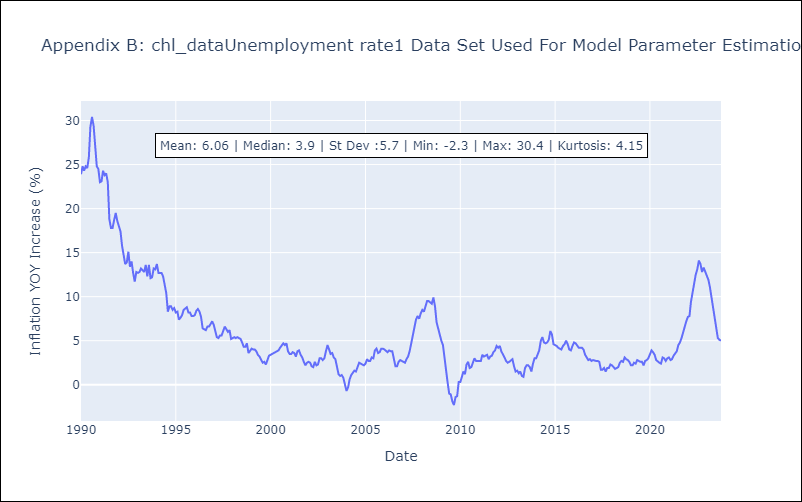 Appendix B: chl_dataUnemployment rate1 Data Set Used For Model Parameter Estimatio
Mean: 6.06 | Median: 3.9 | St Dev :5.7 | Min: -2.3 | Max: 30.4 | Kurtosis: 4.15
Inflation YOY Increase (%)
30
25
20
15
10
5
0
1990 1995 2000 2005 2010 2015 2020
Date